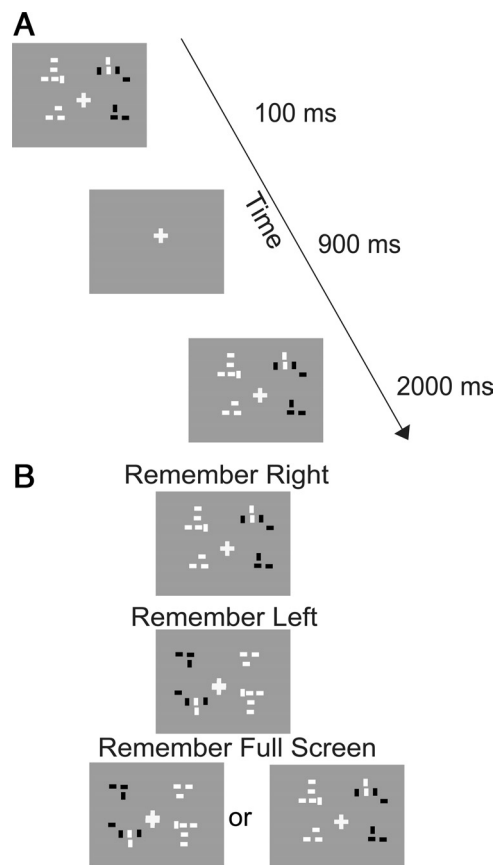 A
100 ms
Time
900 ms
2000 ms
B
Remember Right
Remember Left
Remember Full Screen
or